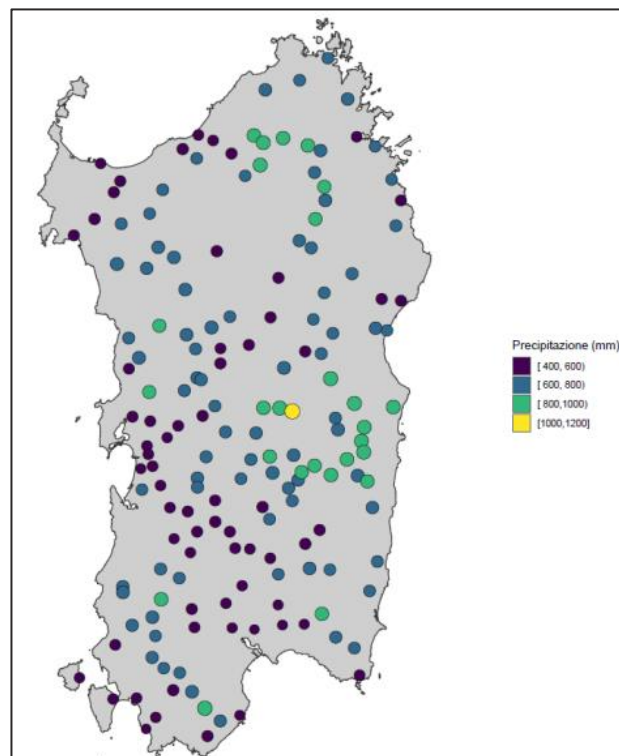 Precipitazione (mm)
[ 400, 600)
[ 600, 800)
[ 800,1000)
[1000,1200]